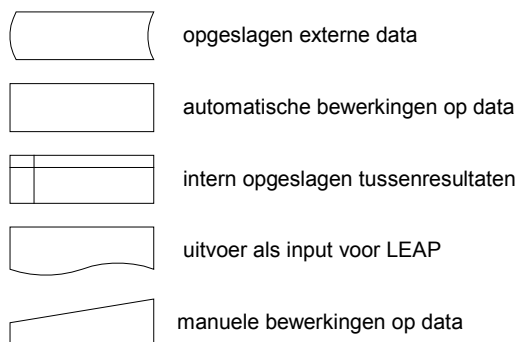 opgeslagen externe data
automatische bewerkingen op data
intern opgeslagen tussenresultaten
uitvoer als input voor LEAP
manuele bewerkingen op data